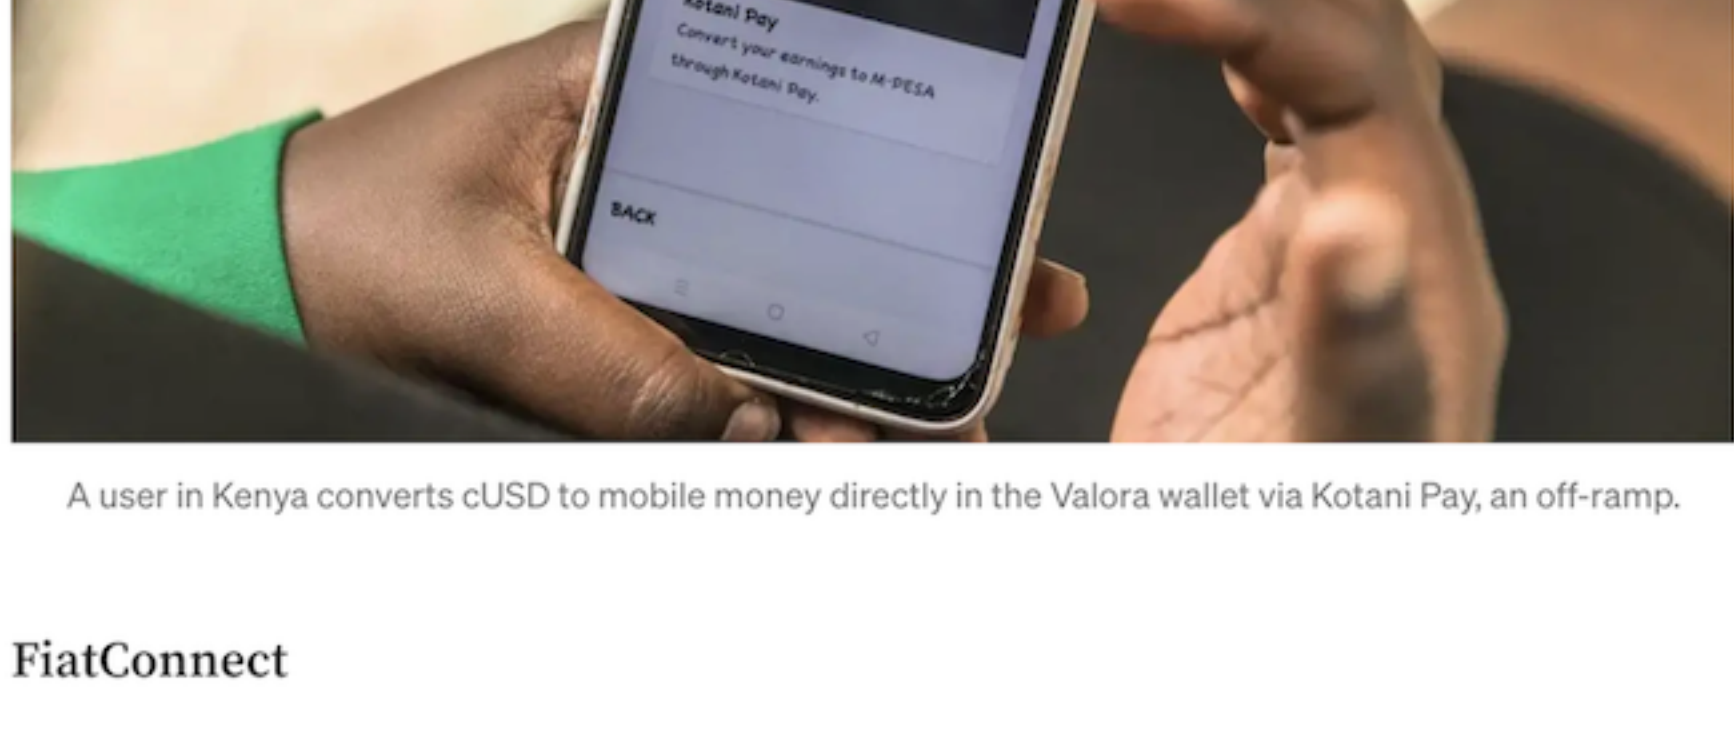 Kotani Pay
Convert your earnings to M-PESA
through Kotani Pay.
BACK
A user in Kenya converts cUSD to mobile money directly in the Valora wallet via Kotani Pay, an off-ramp.
FiatConnect